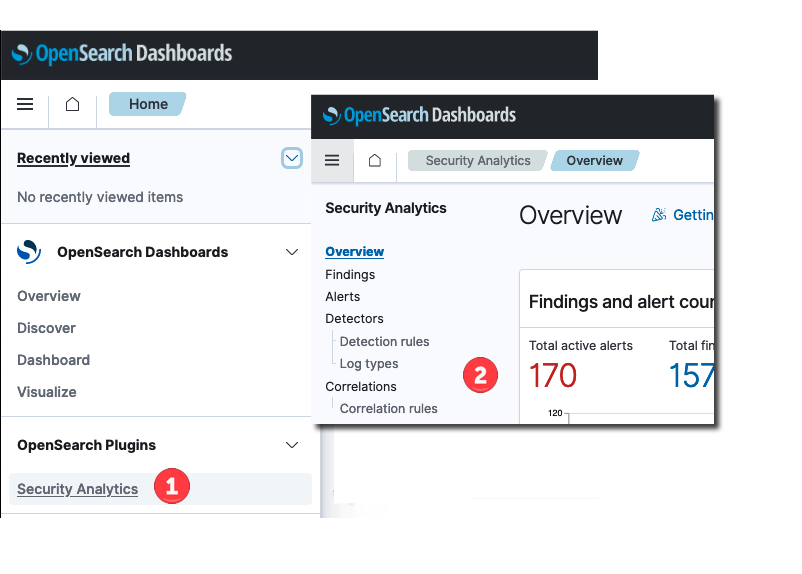 OpenSearch Dashboards
Home
Recently viewed
No recently viewed items
OpenSearch Dashboards
Overview
Discover
Dashboard
Visualize
OpenSearch Plugins
Security Analytics 1
OpenSearch Dashboards
Security Analytics Overview
Security Analytics
Overview
Findings
Alerts
Detectors
Detection rules
Log types
Correlations
Correlation rules
2
Overview Gettin
Findings and alert cour
Total active alerts Total fin
170 157
120